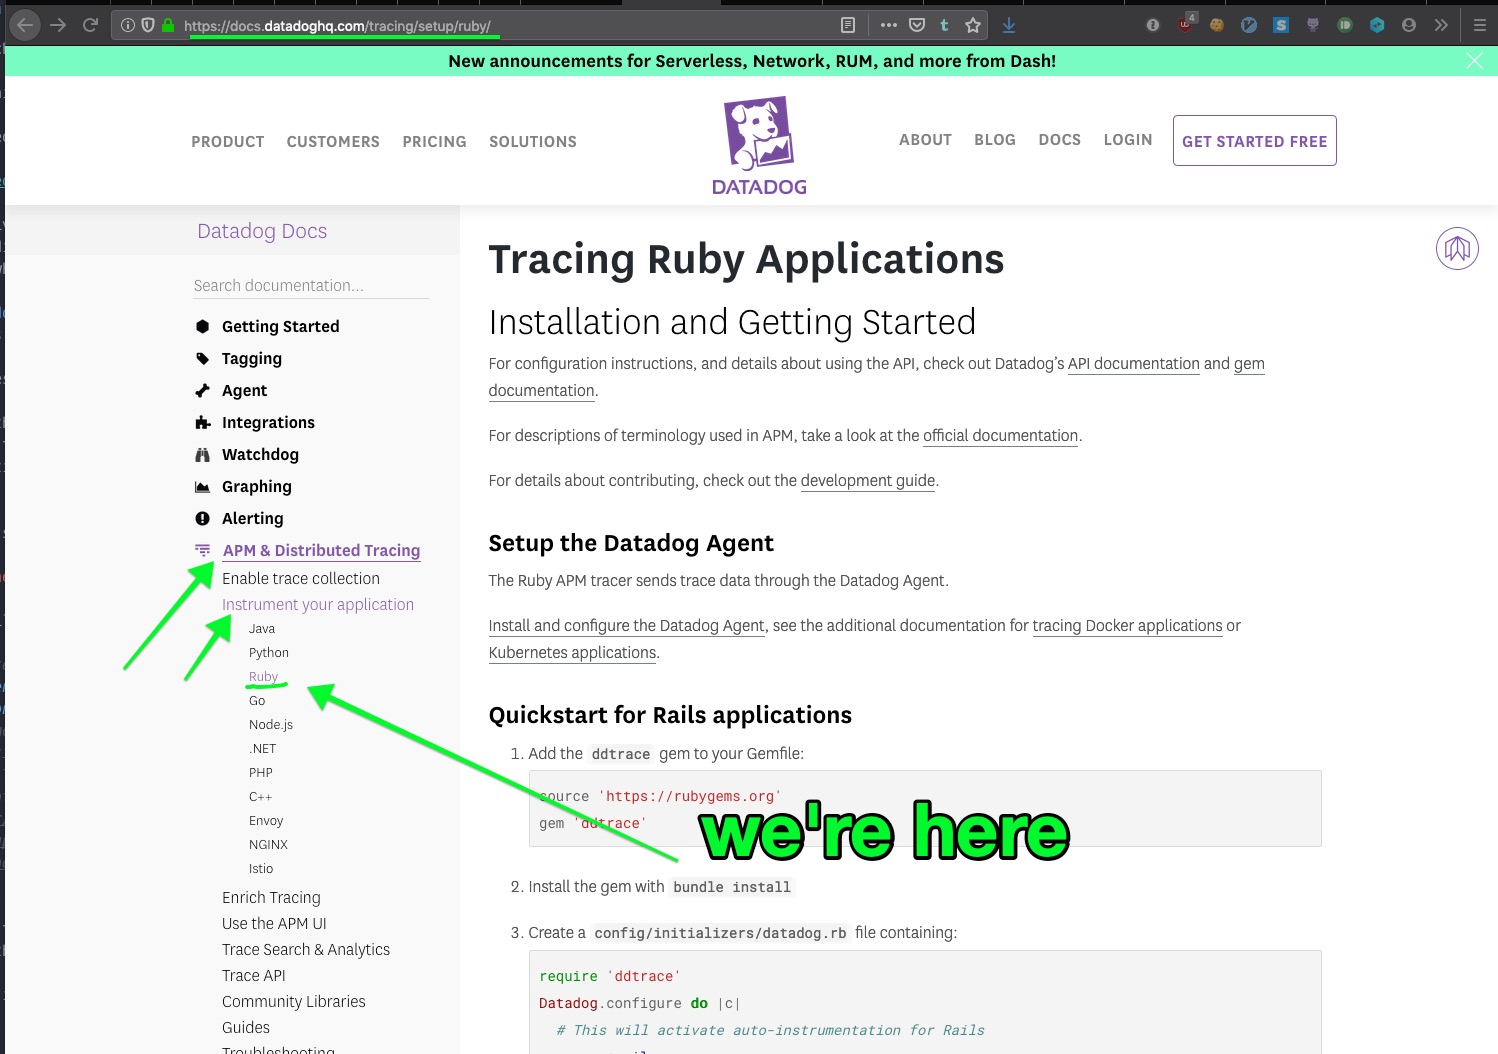 https://docs.datadoghq.com/tracing/setup/ruby/
4
New announcements for Serverless, Network, RUM, and more from Dash!
PRODUCT CUSTOMERS PRICING SOLUTIONS
DATADOG
ABOUT BLOG DOCS LOGIN GET STARTED FREE
Datadog Docs
Search documentation...
Getting Started
Tagging
Agent
Integrations
Watchdog
Graphing
Alerting
APM & Distributed Tracing
Enable trace collection
Instrument your application
Java
Python
Ruby
Go
Node.js
.NET
PHP
C++
Envoy
NGINX
Istio
Enrich Tracing
Use the APM UI
Trace Search & Analytics
Trace API
Community Libraries
Guides
Troubleshooting
Tracing Ruby Applications
Installation and Getting Started
For configuration instructions, and details about using the API, check out Datadog’s API documentation and gem
documentation.
For descriptions of terminology used in APM, take a look at the official documentation.
For details about contributing, check out the development guide.
Setup the Datadog Agent
The Ruby APM tracer sends trace data through the Datadog Agent.
Install and configure the Datadog Agent, see the additional documentation for tracing Docker applications or
Kubernetes applications.
Quickstart for Rails applications
1. Add the ddtrace gem to your Gemfile:
source 'https://rubygems.org'
gem 'ddtrace'
we're here
2. Install the gem with bundle install
3. Create a config/initializers/datadog.rb file containing:
require 'ddtrace'
Datadog.configure do |c|
# This will activate auto-instrumentation for Rails